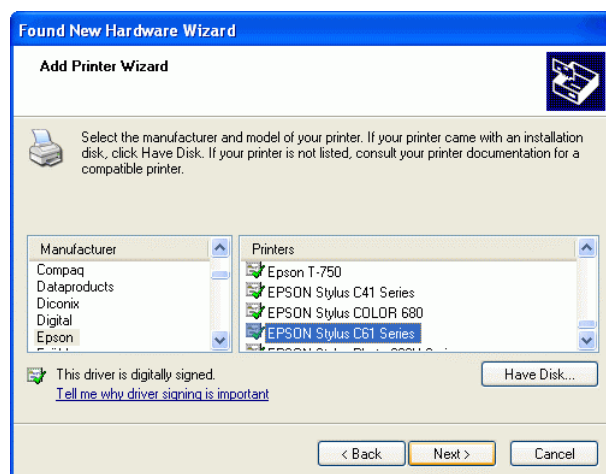 Found New Hardware Wizard
Add Printer Wizard
Select the manufacturer and model of your printer. If your printer came with an installation
disk, click Have Disk. If your printer is not listed, consult your printer documentation for a
compatible printer.
Manufacturer
Compaq
Dataproducts
Diconix
Digital
Epson
Printers
Epson T-750
EPSON Stylus C41 Series
EPSON Stylus COLOR 680
EPSON Stylus C61 Series
This driver is digitally signed.
Tell me why driver signing is important
Have Disk...
< Back
Next >
Cancel